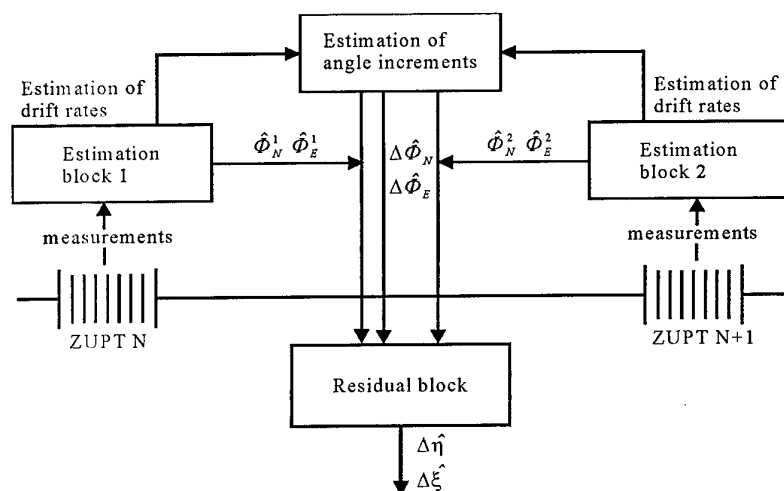 Estimation of
angle increments
Estimation of
drift rates
Estimation of
drift rates
Estimation
block 1
Φ̂¹_N Φ̂¹_E
ΔΦ̂_N
ΔΦ̂_E
Φ̂²_N Φ̂²_E
Estimation
block 2
measurements
measurements
ZUPT N
ZUPT N+1
Residual block
Δη̂
Δξ̂